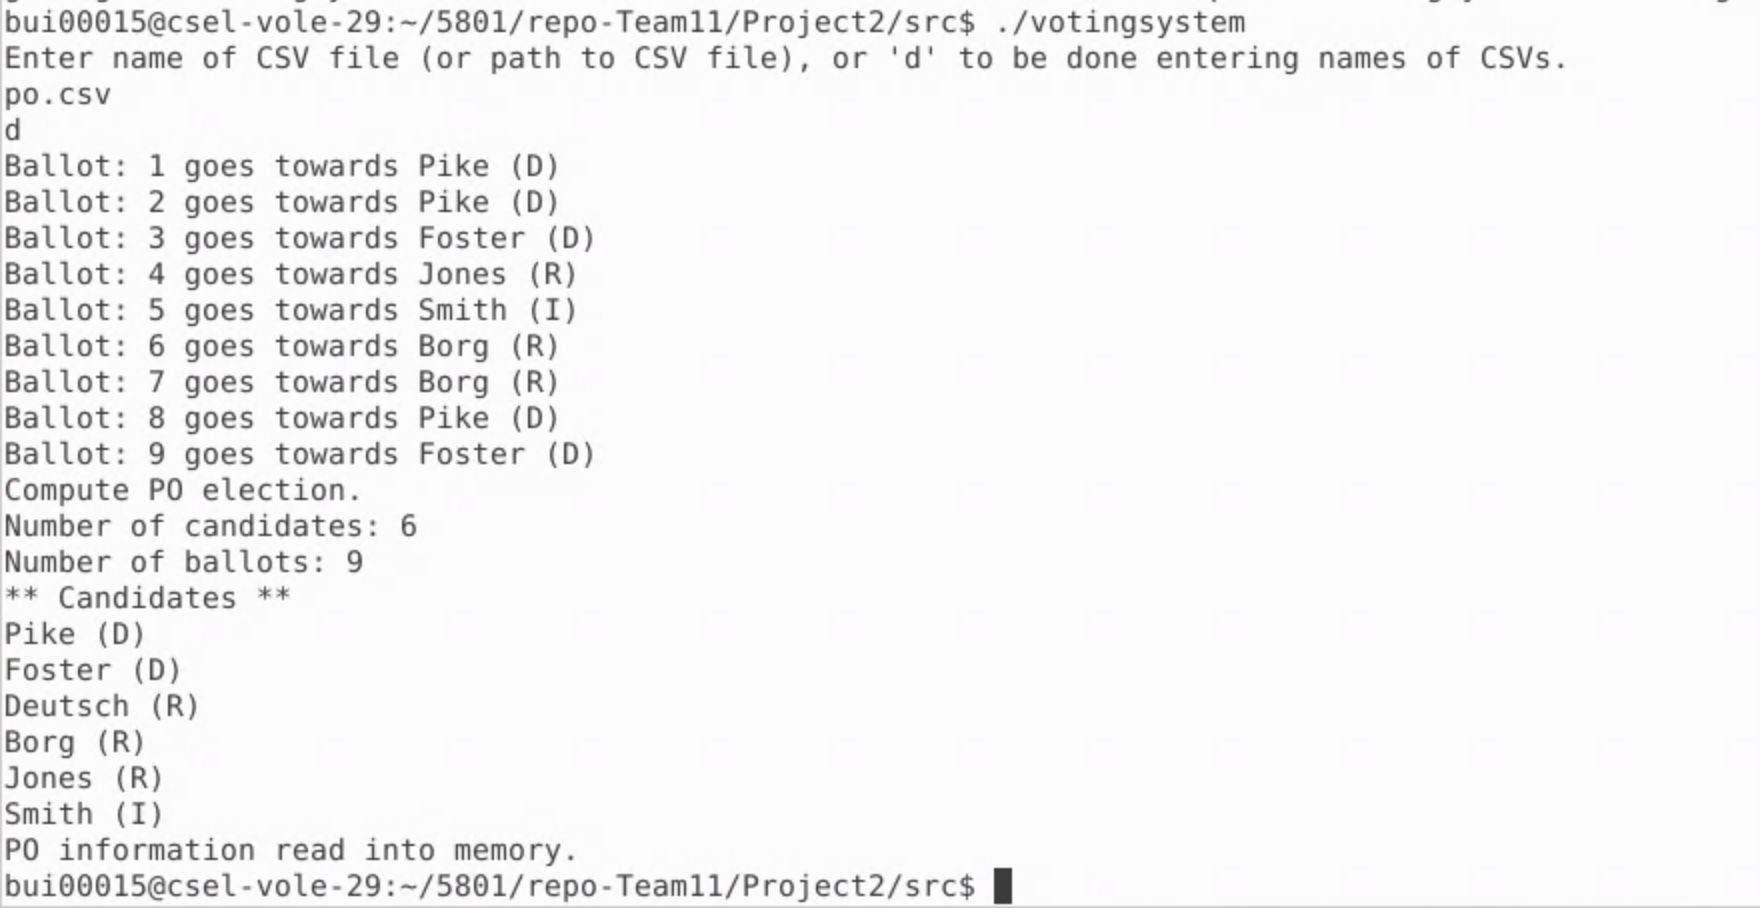 bui00015@csel-vole-29:~/5801/repo-Team11/Project2/src$ ./votingsystem
Enter name of CSV file (or path to CSV file), or 'd' to be done entering names of CSVs.
po.csv
d
Ballot: 1 goes towards Pike (D)
Ballot: 2 goes towards Pike (D)
Ballot: 3 goes towards Foster (D)
Ballot: 4 goes towards Jones (R)
Ballot: 5 goes towards Smith (I)
Ballot: 6 goes towards Borg (R)
Ballot: 7 goes towards Borg (R)
Ballot: 8 goes towards Pike (D)
Ballot: 9 goes towards Foster (D)
Compute PO election.
Number of candidates: 6
Number of ballots: 9
** Candidates **
Pike (D)
Foster (D)
Deutsch (R)
Borg (R)
Jones (R)
Smith (I)
PO information read into memory.
bui00015@csel-vole-29:~/5801/repo-Team11/Project2/src$